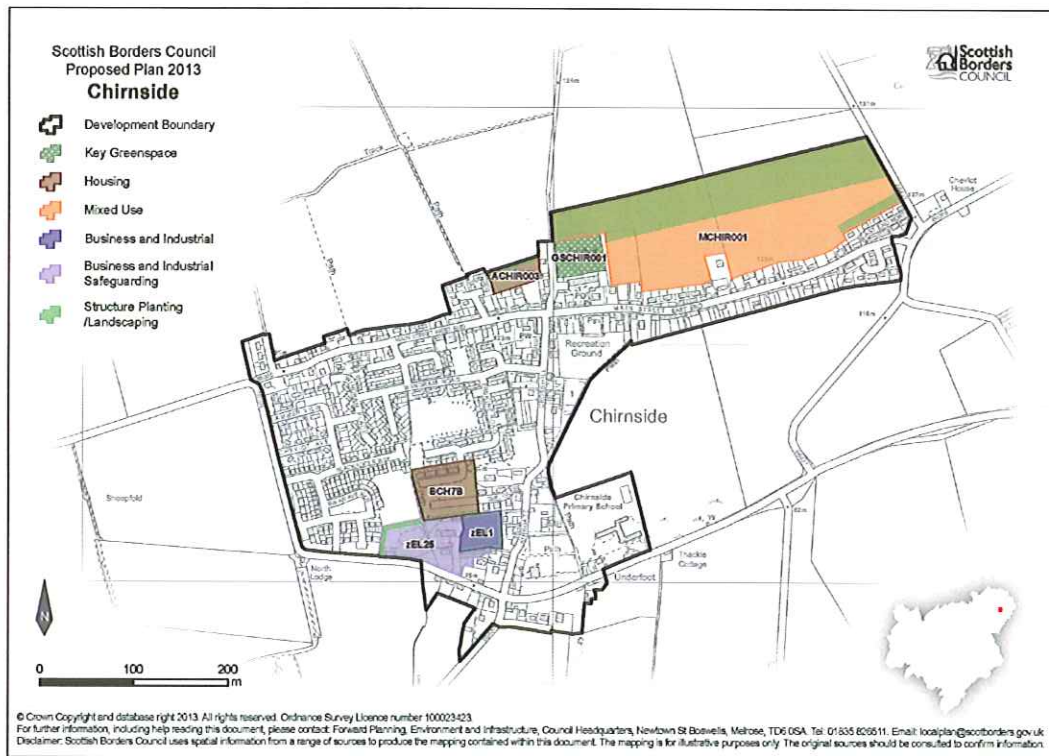 Scottish Borders Council
Proposed Plan 2013
Chirnside
Development Boundary
Key Greenspace
Housing
Mixed Use
Business and Industrial
Business and Industrial
Safeguarding
Structure Planting
/Landscaping
Scottish
Borders
COUNCIL
Track
Path
Cheviot
House
MCHIR001
GSCHIR001
ACHIR003
Recreation
Ground
Path
Chirnside
Sheepfold
BCH7B
Chirnside
Primary School
zEL1
zEL25
North
Lodge
Path
Underfoot
Thackle
Cottage
N
0 100 200
m
© Crown Copyright and database right 2013. All rights reserved. Ordnance Survey Licence number 100023423.
For further information, including help reading this document, please contact: Forward Planning, Environment and Infrastructure, Council Headquarters, Newtown St Boswells, Melrose, TD6 0SA. Tel: 01835 826511. Email: localplan@scotborders.gov.uk
Disclaimer: Scottish Borders Council uses spatial information from a range of sources to produce the mapping contained within this document. The mapping is for illustrative purposes only. The original sources should be consulted to confirm information.